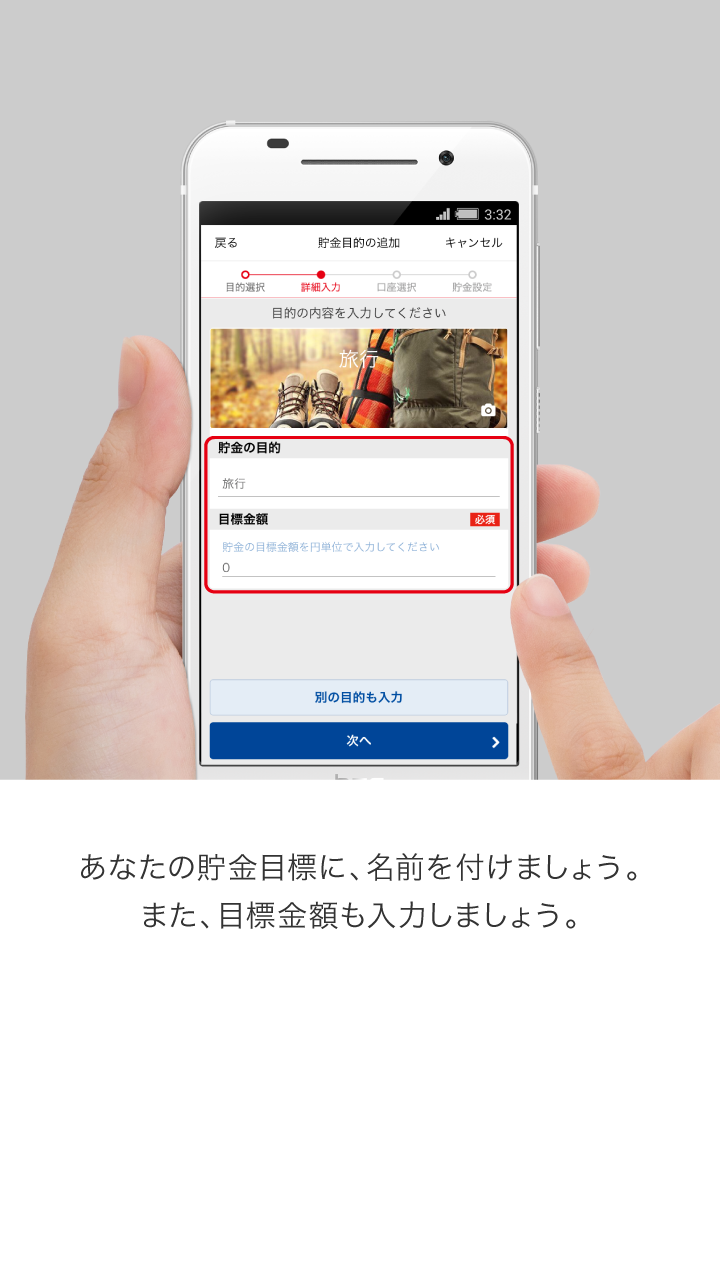 3:32
戻る 貯金目的の追加 キャンセル
目的選択 詳細入力 口座選択 貯金設定
目的の内容を入力してください
旅行
貯金の目的
旅行
目標金額 必須
貯金の目標金額を円単位で入力してください
0
別の目的も入力
次へ
あなたの貯金目標に、名前を付けましょう。
また、目標金額も入力しましょう。